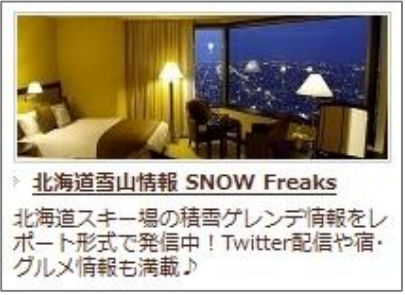 北海道雪山情報 SNOW Freaks
北海道スキー場の積雪ゲレンデ情報をレ
ポート形式で発信中！Twitter配信や宿・
グルメ情報も満載♪